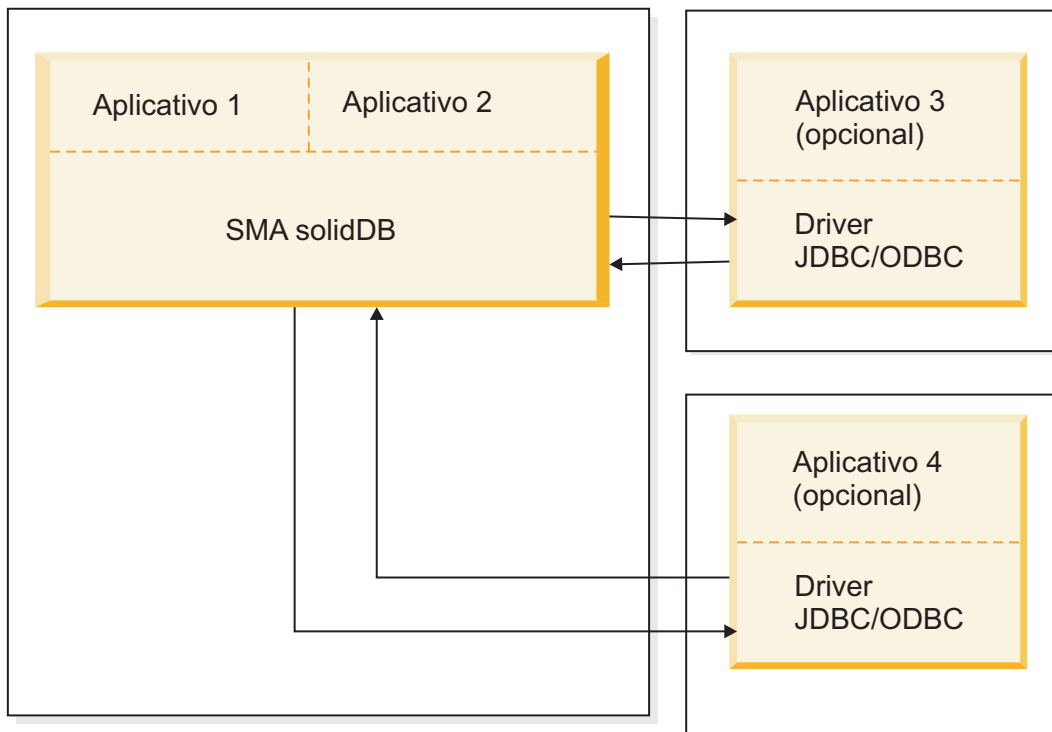 Aplicativo 1
Aplicativo 2
SMA solidDB
Aplicativo 3
(opcional)
Driver
JDBC/ODBC
Aplicativo 4
(opcional)
Driver
JDBC/ODBC